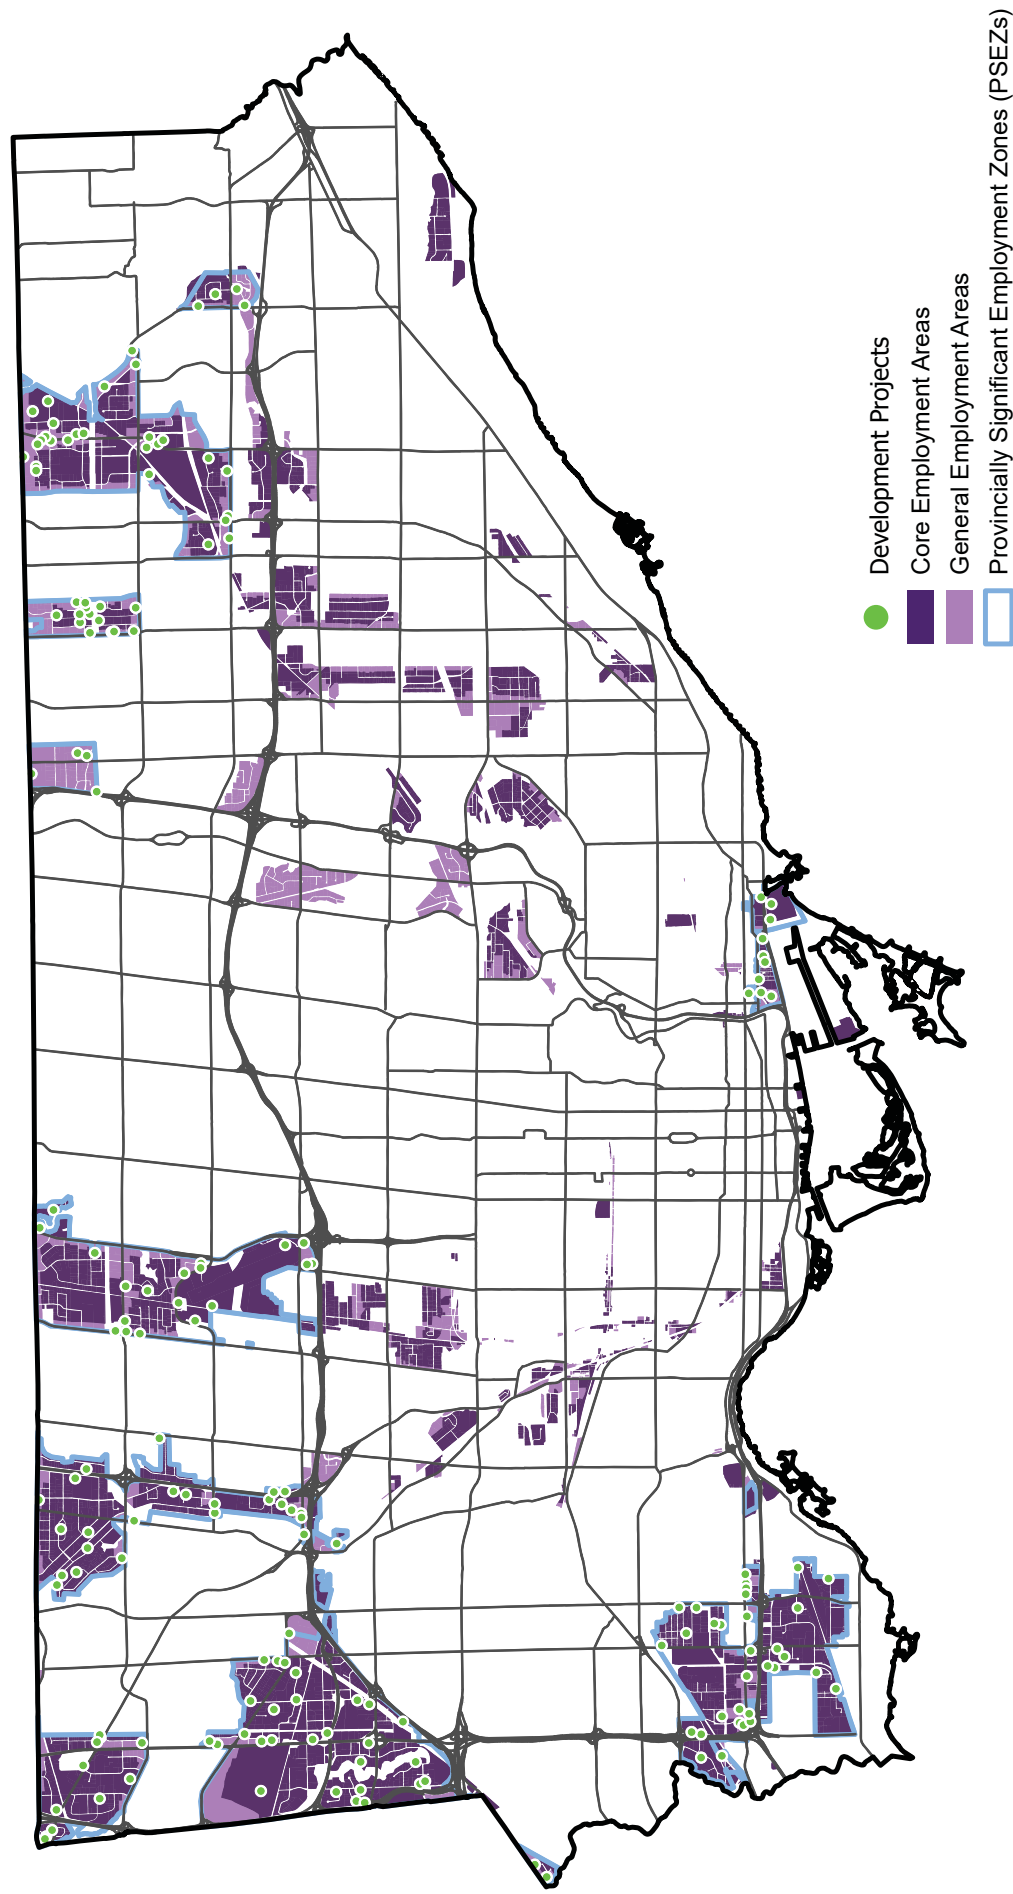 Development Projects
Core Employment Areas
General Employment Areas
Provincially Significant Employment Zones (PSEZs)